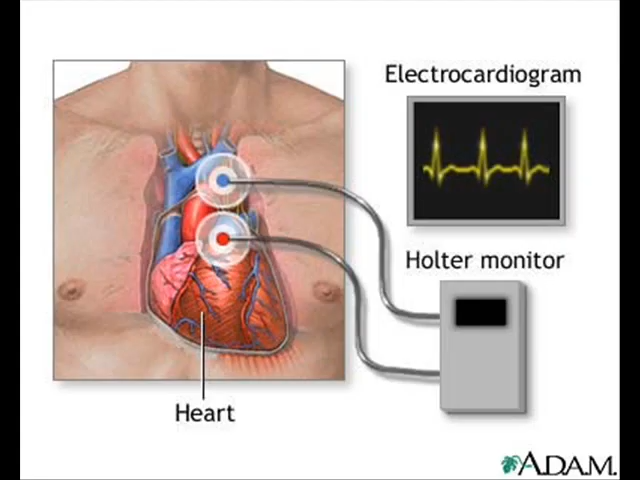 Electrocardiogram
Holter monitor
Heart
A.D.A.M.